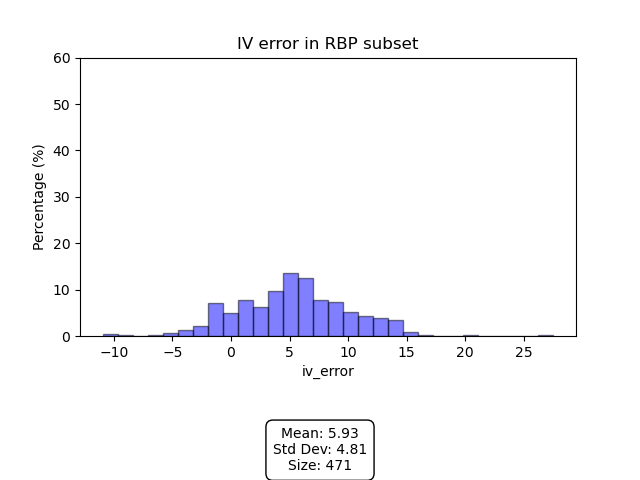 IV error in RBP subset
60
50
40
30
20
10
0
Percentage (%)
−10 −5 0 5 10 15 20 25
iv_error
Mean: 5.93
Std Dev: 4.81
Size: 471